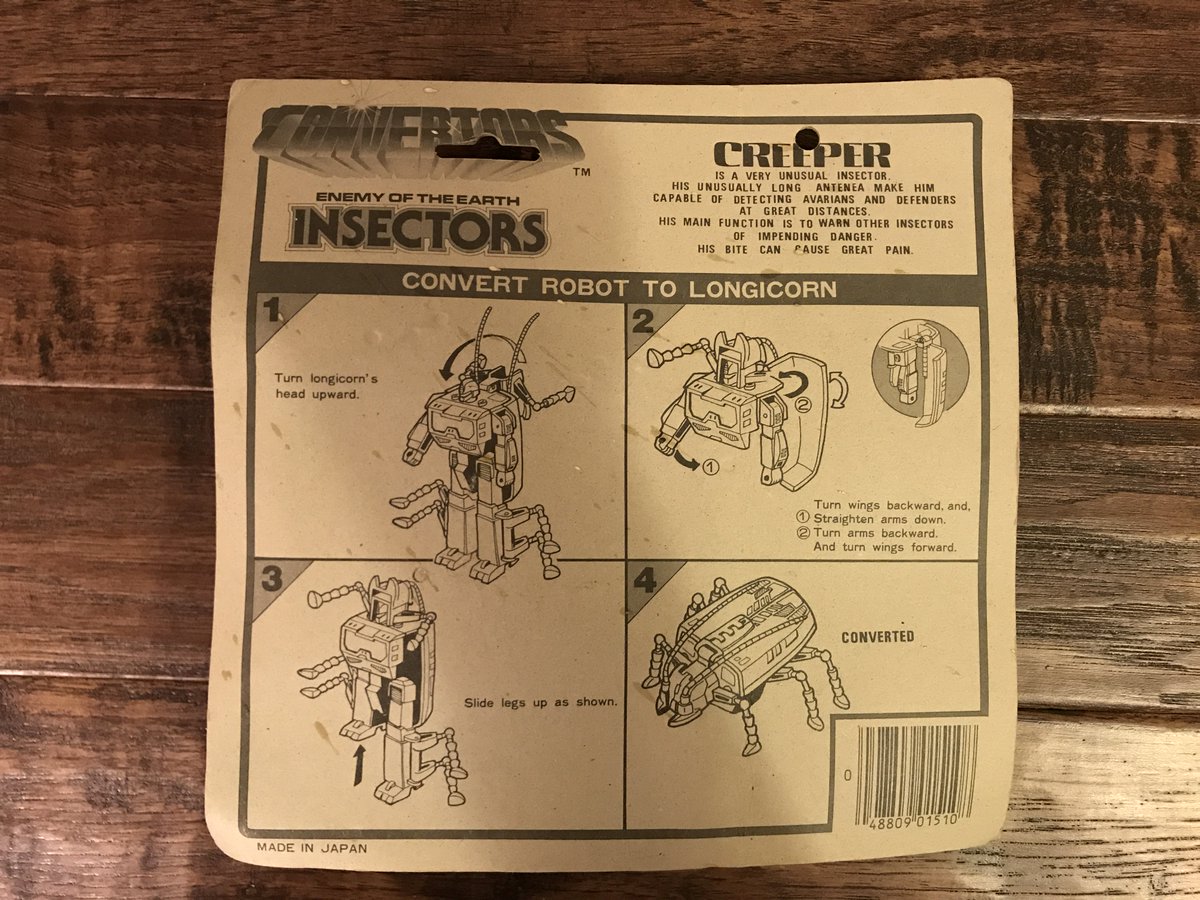 CONVERTORS
TM
ENEMY OF THE EARTH
INSECTORS
CREEPER
IS A VERY UNUSUAL INSECTOR.
HIS UNUSUALLY LONG ANTENEA MAKE HIM
CAPABLE OF DETECTING AVARIANS AND DEFENDERS
AT GREAT DISTANCES.
HIS MAIN FUNCTION IS TO WARN OTHER INSECTORS
OF IMPENDING DANGER.
HIS BITE CAN CAUSE GREAT PAIN.
CONVERT ROBOT TO LONGICORN
1
Turn longicorn's
head upward.
2
②
①
Turn wings backward, and,
① Straighten arms down.
② Turn arms backward.
And turn wings forward.
3
Slide legs up as shown.
4
CONVERTED
0
48809 01510
MADE IN JAPAN